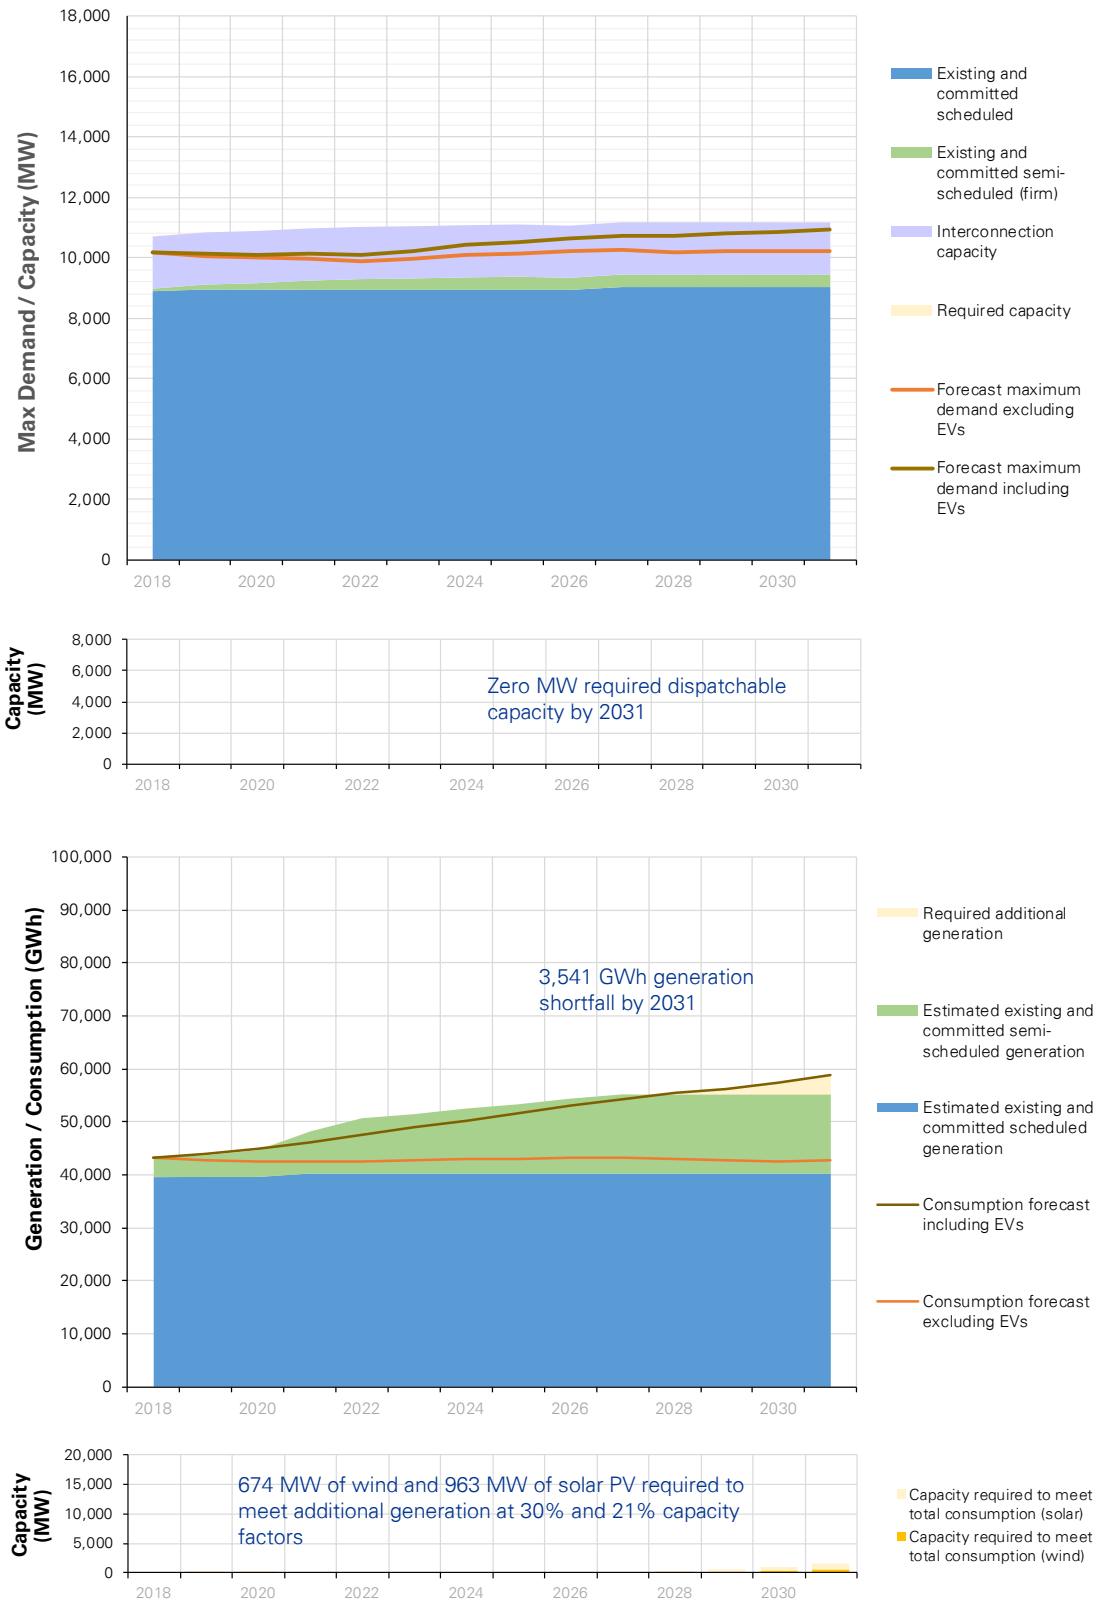 18,000
16,000
14,000
12,000
10,000
8,000
6,000
4,000
2,000
0
Max Demand / Capacity (MW)
2018
2020
2022
2024
2026
2028
2030
Existing and
committed
scheduled
Existing and
committed semi-
scheduled (firm)
Interconnection
capacity
Required capacity
Forecast maximum
demand excluding
EVs
Forecast maximum
demand including
EVs
Capacity
(MW)
8,000
6,000
4,000
2,000
0
Zero MW required dispatchable
capacity by 2031
2018
2020
2022
2024
2026
2028
2030
Generation / Consumption (GWh)
100,000
90,000
80,000
70,000
60,000
50,000
40,000
30,000
20,000
10,000
0
3,541 GWh generation
shortfall by 2031
2018
2020
2022
2024
2026
2028
2030
Required additional
generation
Estimated existing and
committed semi-
scheduled generation
Estimated existing and
committed scheduled
generation
Consumption forecast
including EVs
Consumption forecast
excluding EVs
Capacity
(MW)
20,000
15,000
10,000
5,000
0
674 MW of wind and 963 MW of solar PV required to
meet additional generation at 30% and 21% capacity
factors
2018
2020
2022
2024
2026
2028
2030
Capacity required to meet
total consumption (solar)
Capacity required to meet
total consumption (wind)